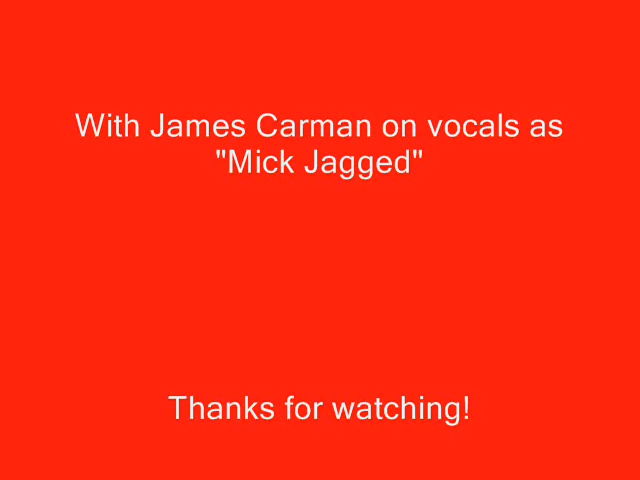 With James Carman on vocals as
"Mick Jagged"
Thanks for watching!